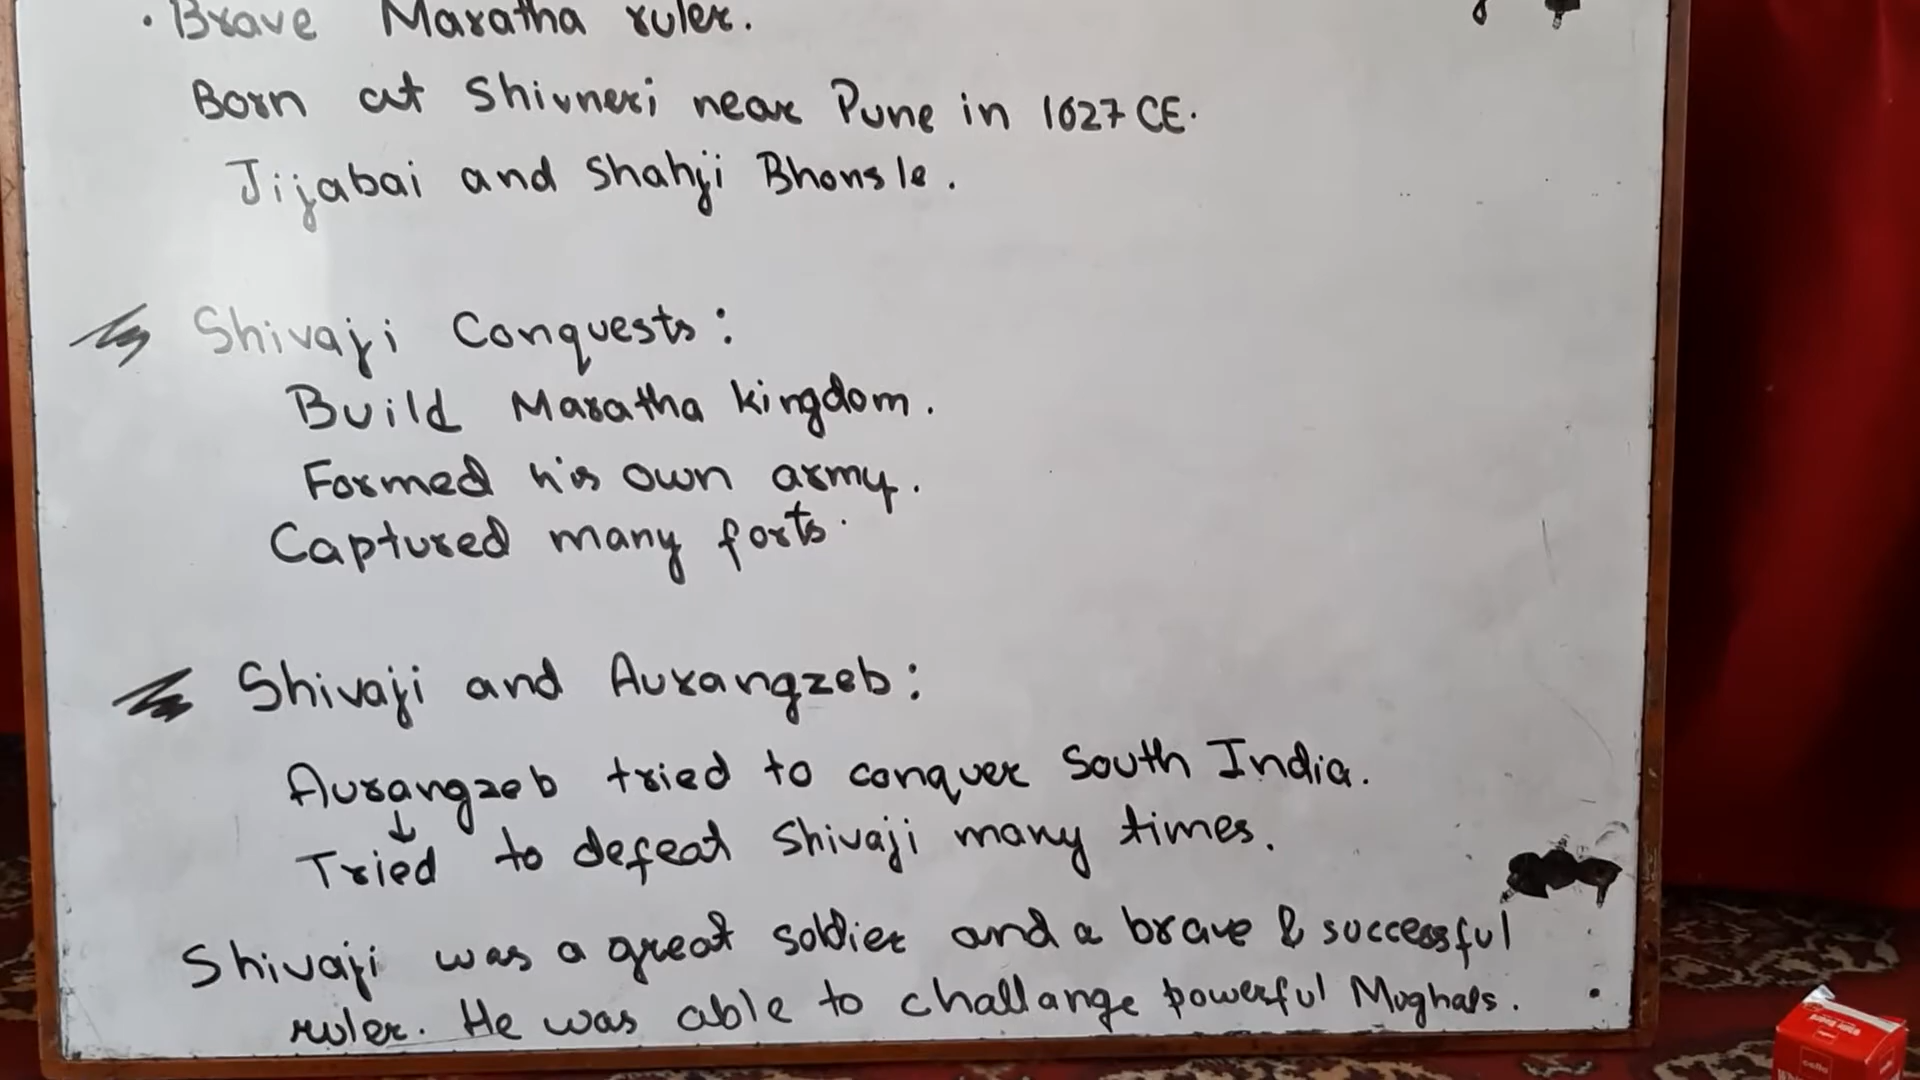 · Brave Maratha ruler.
Born at Shivneri near Pune in 1627 CE.
Jijabai and Shahji Bhonsle.
Shivaji Conquests:
Build Maratha kingdom.
Formed his own army.
Captured many forts.
Shivaji and Aurangzeb:
Aurangzeb tried to conquer South India.
↓
Tried to defeat Shivaji many times.
Shivaji was a great soldier and a brave & successful
ruler. He was able to challange powerful Mughals.
cello